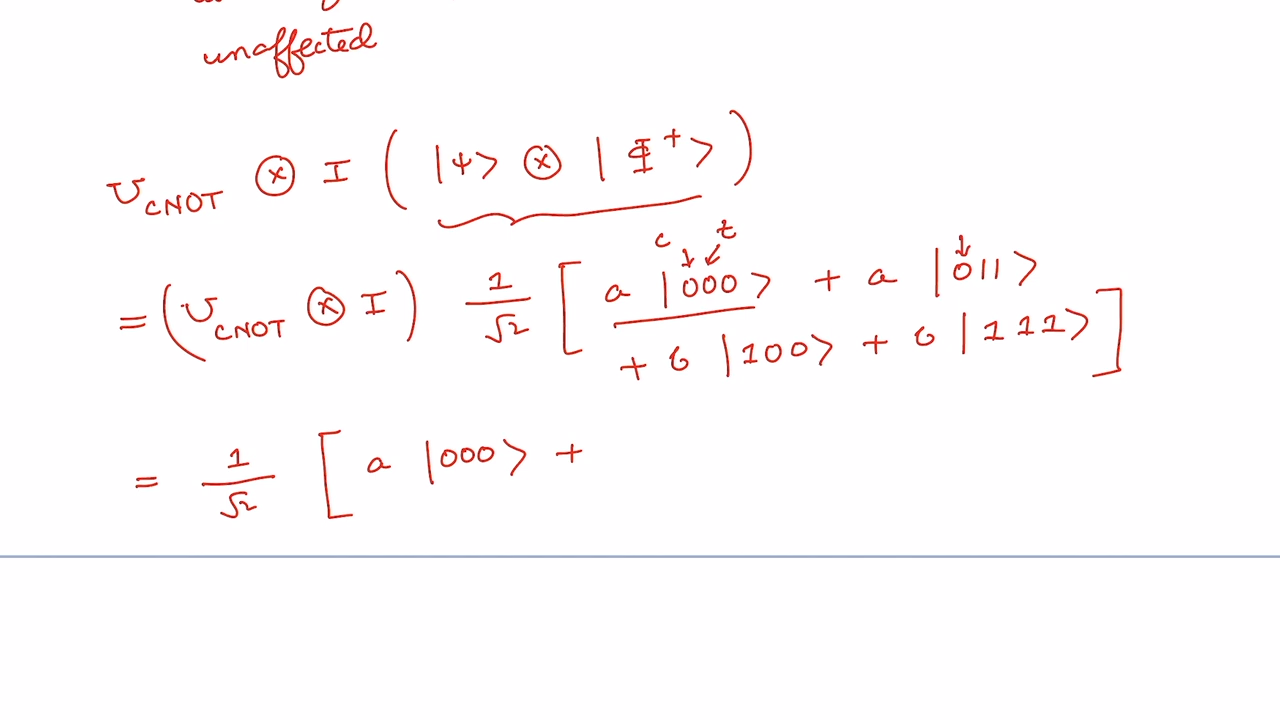 unaffected
U_CNOT ⊗ I ( |ψ> ⊗ | Φ⁺> )
c t
= (U_CNOT ⊗ I) 1/√2 [ a |000> + a |011>
+ b |100> + b |111> ]
= 1/√2 [ a |000> +